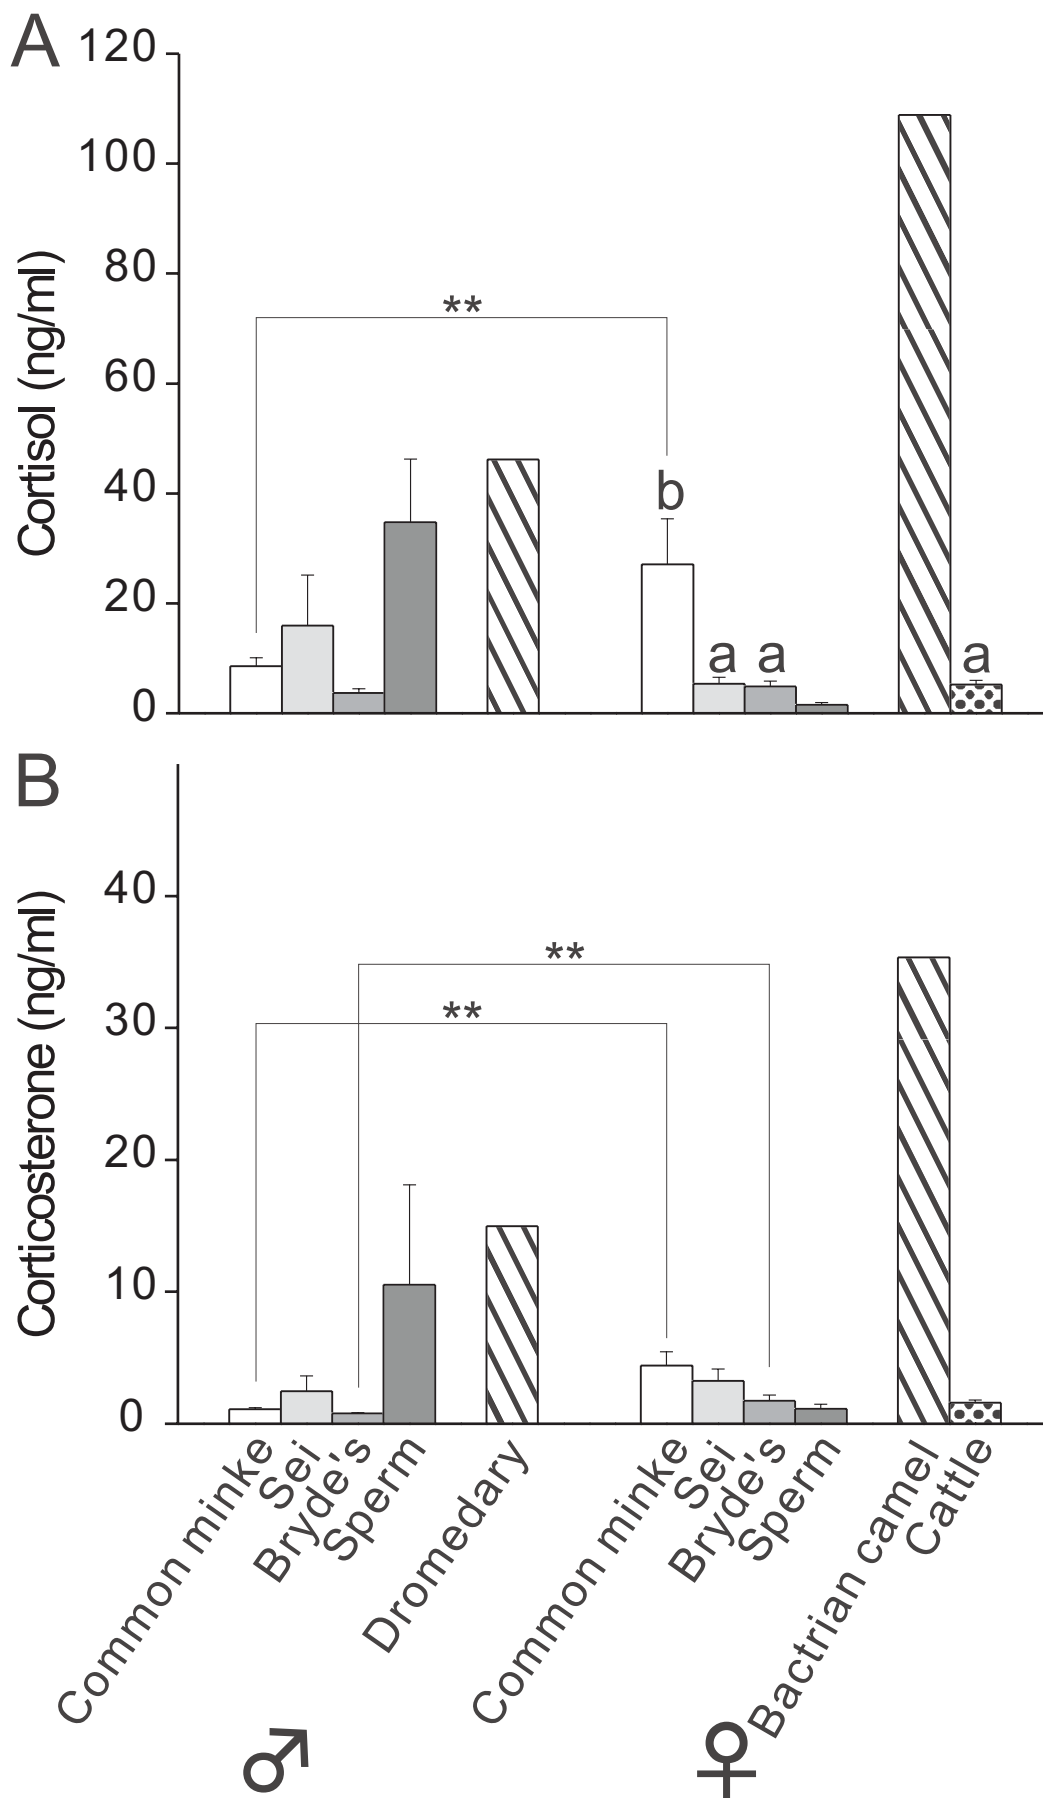 A
120
100
80
60
40
20
0
Cortisol (ng/ml)
**
b
a
a
a
B
40
30
20
10
0
Corticosterone (ng/ml)
**
**
Common minke
Sei
Bryde's
Sperm
Dromedary
Common minke
Sei
Bryde's
Sperm
Bactrian camel
Cattle
♂
♀